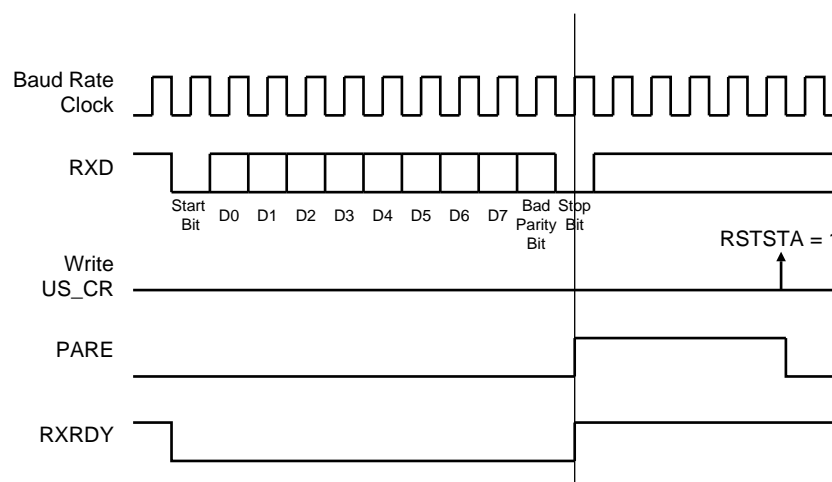 Baud Rate
Clock
RXD
Start
Bit
D0 D1 D2 D3 D4 D5 D6 D7
Bad
Parity
Bit
Stop
Bit
RSTSTA = 1
Write
US_CR
PARE
RXRDY